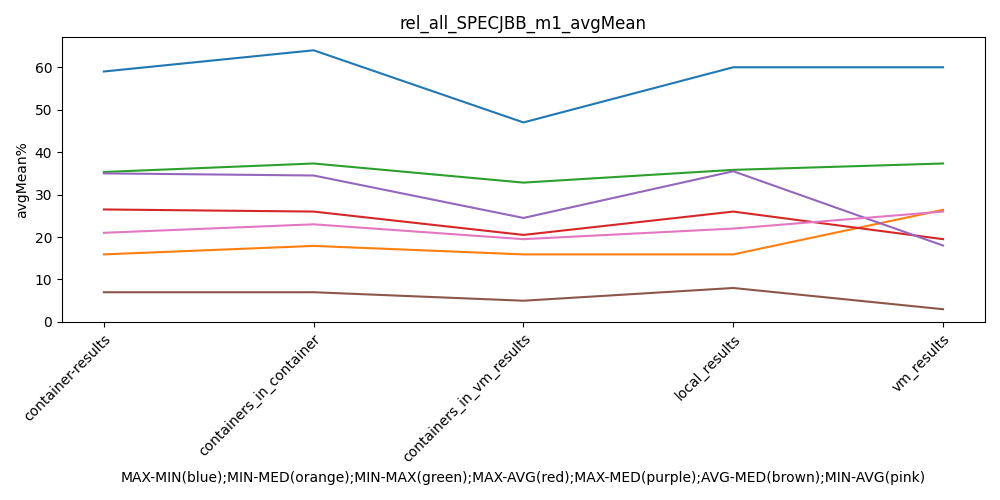 rel_all_SPECJBB_m1_avgMean
avgMean%
60
50
40
30
20
10
0
container-results
containers_in_container
containers_in_vm_results
local_results
vm_results
MAX-MIN(blue);MIN-MED(orange);MIN-MAX(green);MAX-AVG(red);MAX-MED(purple);AVG-MED(brown);MIN-AVG(pink)